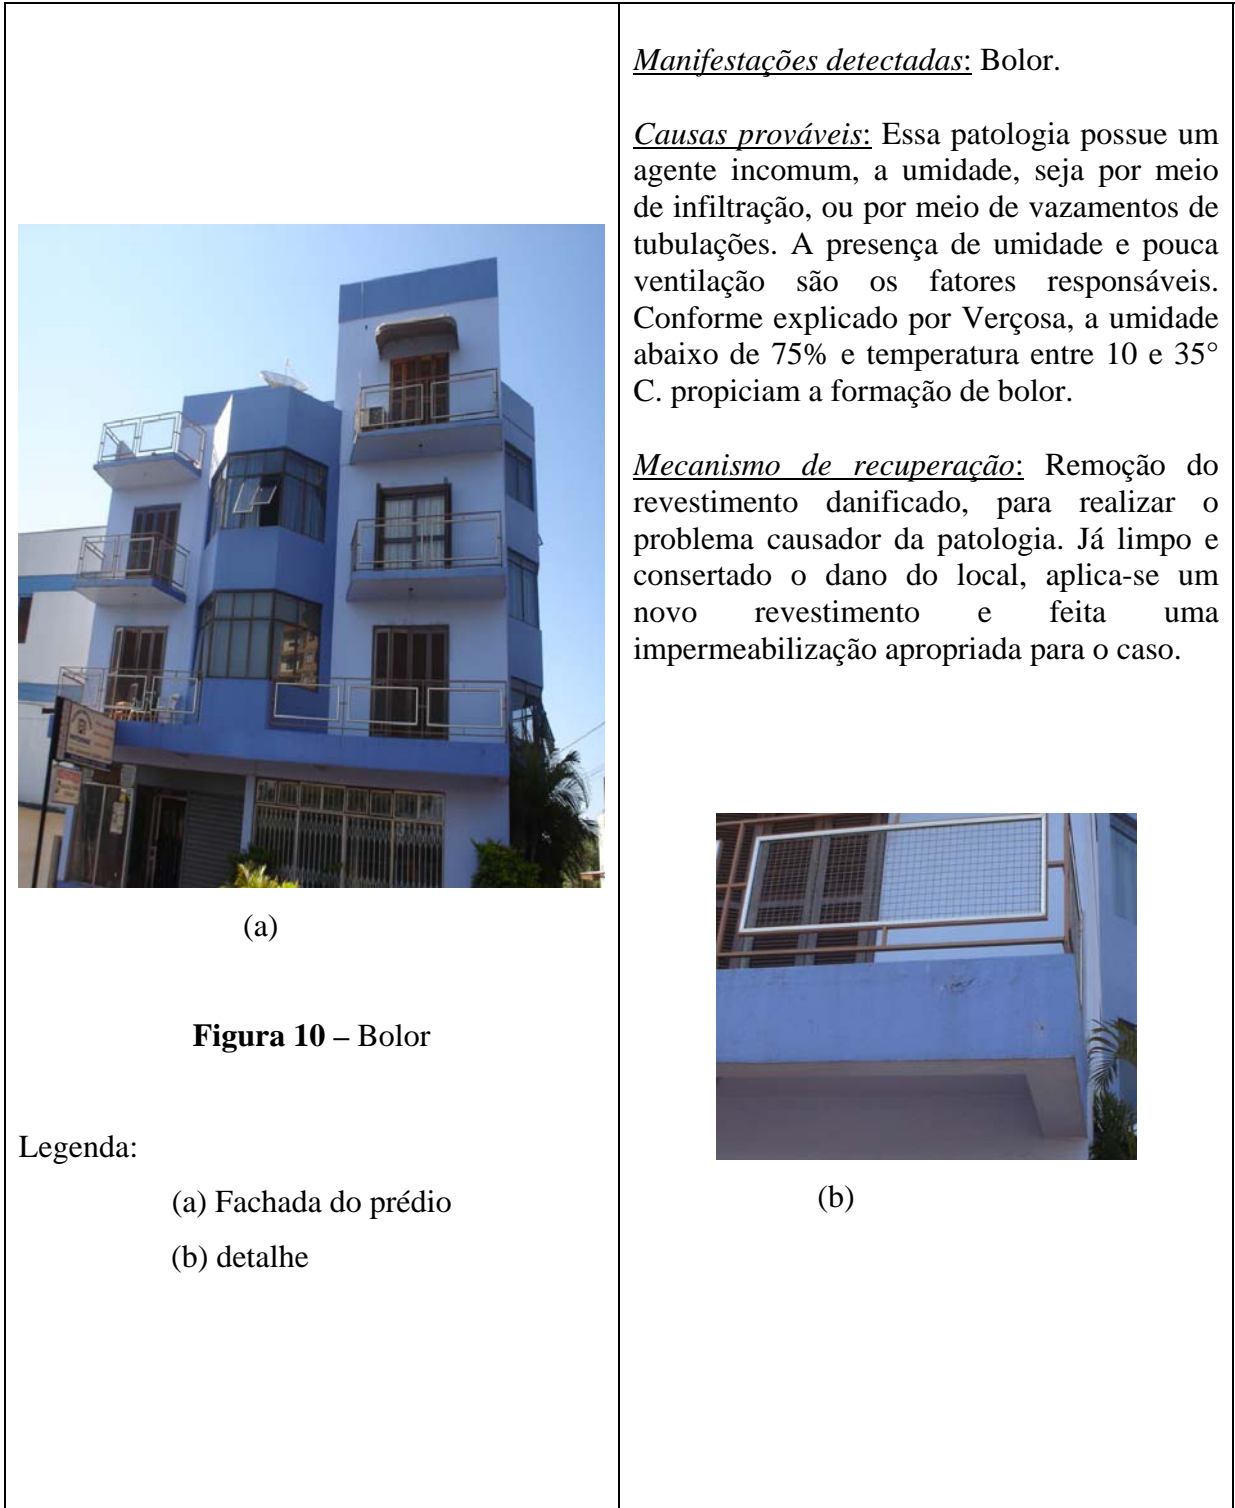 Manifestações detectadas: Bolor.
Causas prováveis: Essa patologia possue um
agente incomum, a umidade, seja por meio
de infiltração, ou por meio de vazamentos de
tubulações. A presença de umidade e pouca
ventilação são os fatores responsáveis.
Conforme explicado por Verçosa, a umidade
abaixo de 75% e temperatura entre 10 e 35°
C. propiciam a formação de bolor.
Mecanismo de recuperação: Remoção do
revestimento danificado, para realizar o
problema causador da patologia. Já limpo e
consertado o dano do local, aplica-se um
novo revestimento e feita uma
impermeabilização apropriada para o caso.
(a)
Figura 10 – Bolor
Legenda:
(a) Fachada do prédio
(b) detalhe
(b)